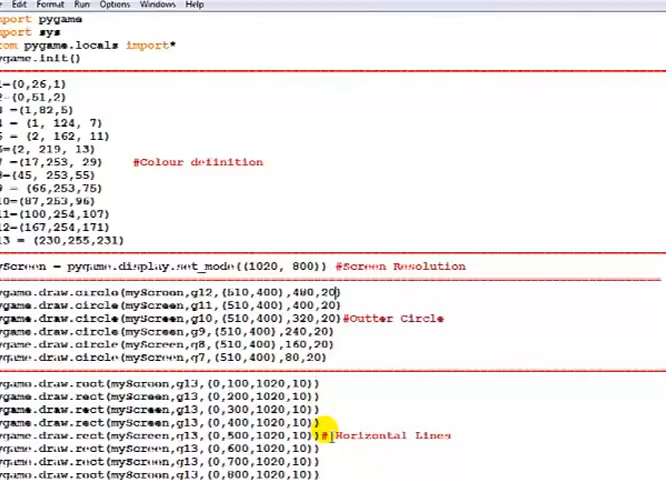 Edit Format Run Options Windows Help
mport pygame
mport sys
rom pygame.locals import*
ygame.init()
1=(0,26,1)
2=(0,51,2)
3 =(1,82,5)
4 = (1, 124, 7)
5 = (2, 162, 11)
6=(2, 219, 13)
7 =(17,253, 29) #Colour definition
8=(45, 253,55)
9 = (66,253,75)
10=(87,253,96)
11=(100,254,107)
12=(167,254,171)
13 = (230,255,231)
yScreen = pygame.display.set_mode((1020, 800)) #Screen Resolution
ygame.draw.circle(myScreen,g12,(510,400),480,20)
ygame.draw.circle(myScreen,g11,(510,400),400,20)
ygame.draw.circle(myScreen,g10,(510,400),320,20)#Outter Circle
ygame.draw.circle(myScreen,g9,(510,400),240,20)
ygame.draw.circle(myScreen,g8,(510,400),160,20)
ygame.draw.circle(myScreen,g7,(510,400),80,20)
ygame.draw.rect(myScreen,g13,(0,100,1020,10))
ygame.draw.rect(myScreen,g13,(0,200,1020,10))
ygame.draw.rect(myScreen,g13,(0,300,1020,10))
ygame.draw.rect(myScreen,g13,(0,400,1020,10))
ygame.draw.rect(myScreen,g13,(0,500,1020,10))#Horizontal Lines
ygame.draw.rect(myScreen,g13,(0,600,1020,10))
ygame.draw.rect(myScreen,g13,(0,700,1020,10))
ygame.draw.rect(myScreen,g13,(0,800,1020,10))